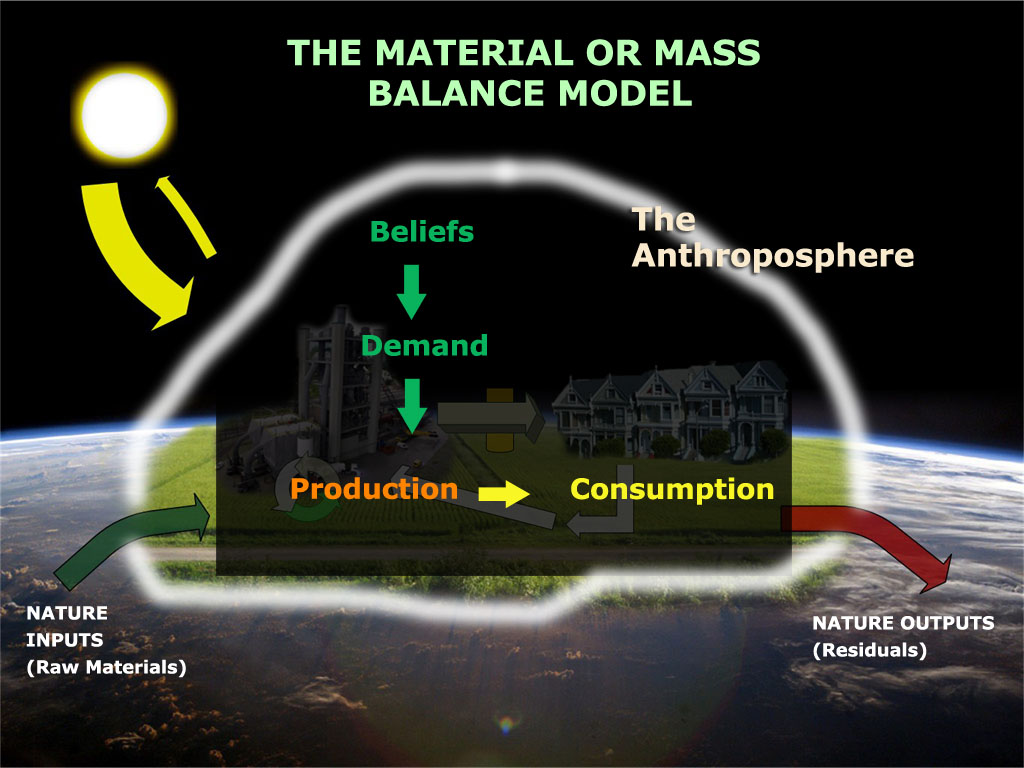 THE MATERIAL OR MASS
BALANCE MODEL
The
Anthroposphere
Beliefs
Demand
Production
Consumption
NATURE
INPUTS
(Raw Materials)
NATURE OUTPUTS
(Residuals)